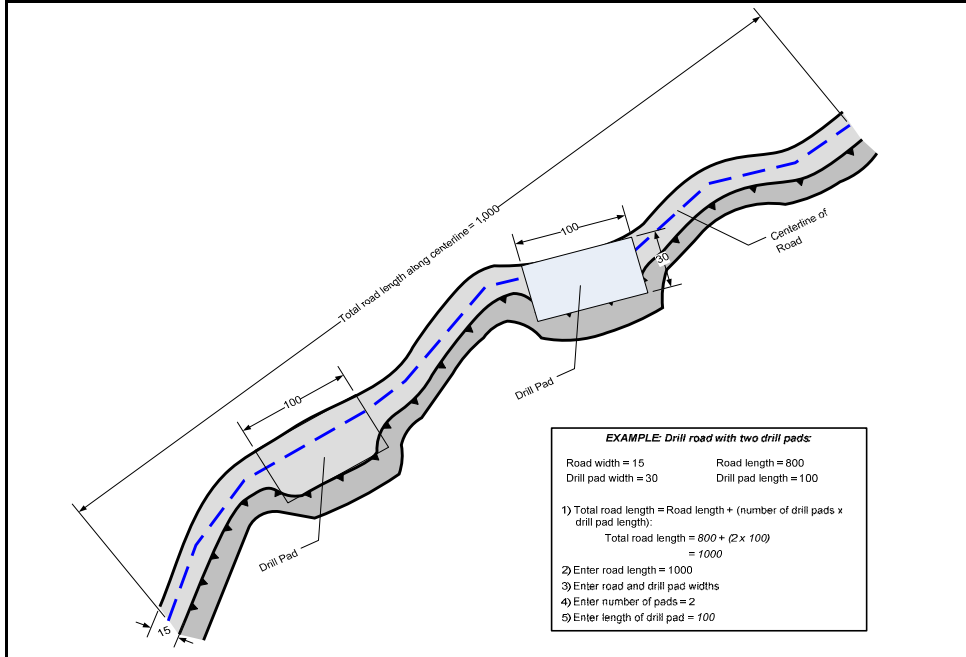 Total road length along centerline = 1,000
100
30
Centerline of
Road
Drill Pad
100
Drill Pad
15
EXAMPLE: Drill road with two drill pads:
Road width = 15 Road length = 800
Drill pad width = 30 Drill pad length = 100
1) Total road length = Road length + (number of drill pads x
drill pad length):
Total road length = 800 + (2 x 100)
= 1000
2) Enter road length = 1000
3) Enter road and drill pad widths
4) Enter number of pads = 2
5) Enter length of drill pad = 100